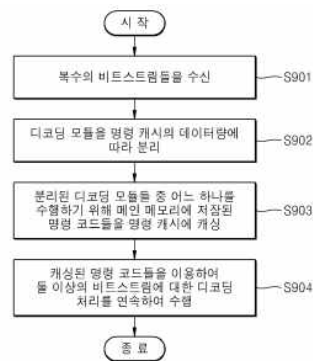 시 작
복수의 비트스트림들을 수신
S901
디코딩 모듈을 명령 캐시의 데이터량에
따라 분리
S902
분리된 디코딩 모듈들 중 어느 하나를
수행하기 위해 메인 메모리에 저장된
명령 코드들을 명령 캐시에 캐싱
S903
캐싱된 명령 코드들을 이용하여
둘 이상의 비트스트림에 대한 디코딩
처리를 연속하여 수행
S904
종 료